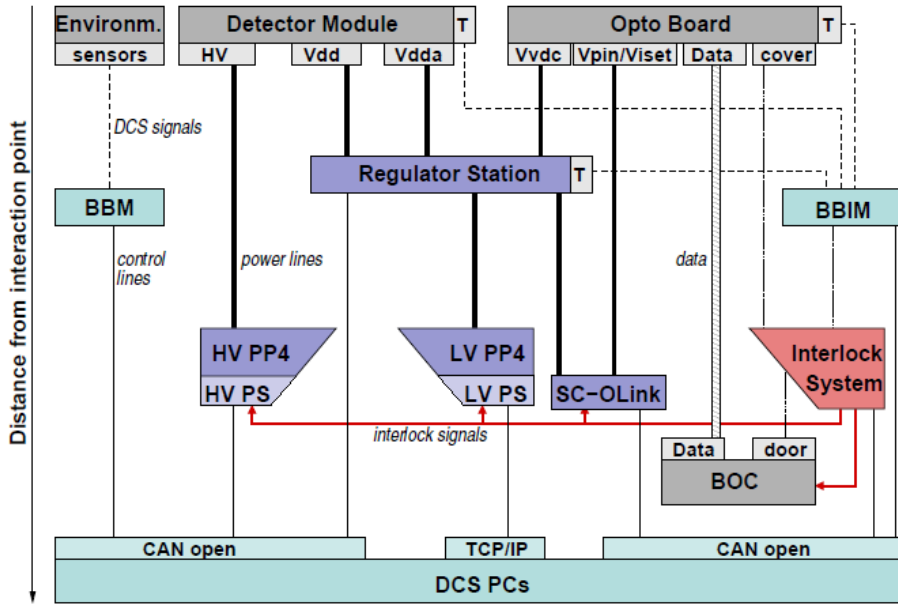 Environm.
Detector Module
T
Opto Board
T
sensors
HV
Vdd
Vdda
Vvdc
Vpin/Viset
Data
cover
DCS signals
Regulator Station
T
BBM
BBIM
control
lines
power lines
data
Distance from interaction point
HV PP4
LV PP4
Interlock
System
HV PS
LV PS
SC-OLink
interlock signals
Data
door
BOC
CAN open
TCP/IP
CAN open
DCS PCs